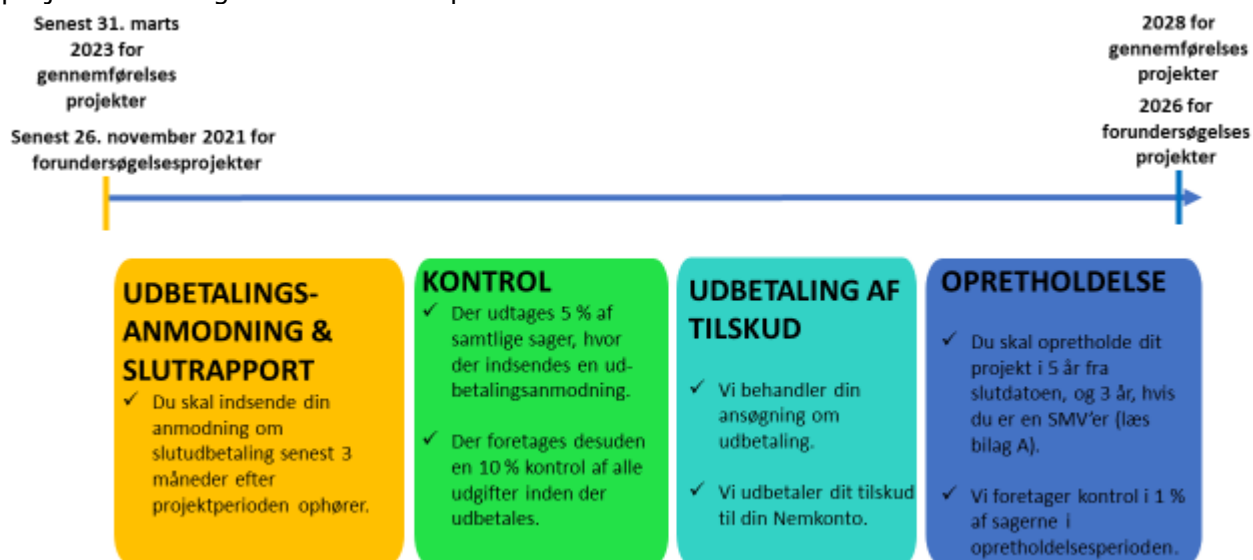 Senest 31. marts
2023 for
gennemførelses
projekter
Senest 26. november 2021 for
forundersøgelsesprojekter
2028 for
gennemførelses
projekter
2026 for
forundersøgelses
projekter
UDBETALINGS-
ANMODNING &
SLUTRAPPORT
✓ Du skal indsende din
anmodning om
slutudbetaling senest 3
måneder efter
projektperioden ophører.
KONTROL
✓ Der udtages 5 % af
samtlige sager, hvor
der indsendes en ud-
betalingsanmodning.
✓ Der foretages desuden
en 10 % kontrol af alle
udgifter inden der
udbetales.
UDBETALING AF
TILSKUD
✓ Vi behandler din
ansøgning om
udbetaling.
✓ Vi udbetaler dit tilskud
til din Nemkonto.
OPRETHOLDELSE
✓ Du skal opretholde dit
projekt i 5 år fra
slutdatoen, og 3 år, hvis
du er en SMV'er (læs
bilag A).
✓ Vi foretager kontrol i 1 %
af sagerne i
opretholdelsesperioden.